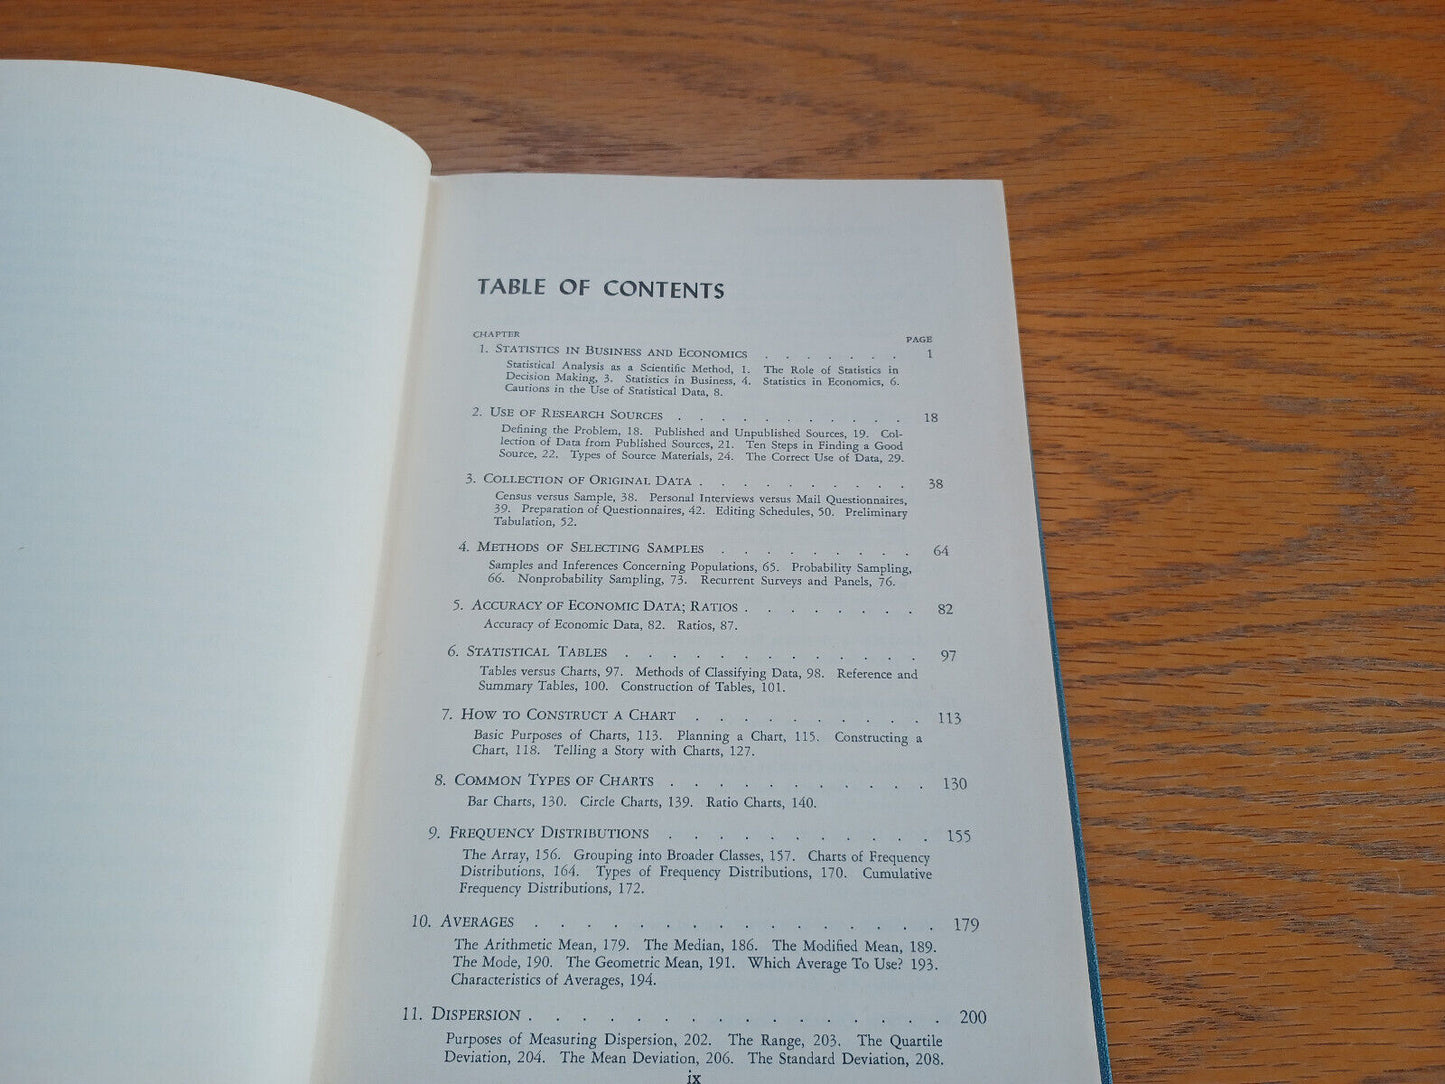 TABLE OF CONTENTS
CHAPTER PAGE
1. STATISTICS IN BUSINESS AND ECONOMICS . . . . . . . 1
Statistical Analysis as a Scientific Method, 1. The Role of Statistics in
Decision Making, 3. Statistics in Business, 4. Statistics in Economics, 6.
Cautions in the Use of Statistical Data, 8.
2. USE OF RESEARCH SOURCES . . . . . . . . . . . 18
Defining the Problem, 18. Published and Unpublished Sources, 19. Col-
lection of Data from Published Sources, 21. Ten Steps in Finding a Good
Source, 22. Types of Source Materials, 24. The Correct Use of Data, 29.
3. COLLECTION OF ORIGINAL DATA . . . . . . . . . . 38
Census versus Sample, 38. Personal Interviews versus Mail Questionnaires,
39. Preparation of Questionnaires, 42. Editing Schedules, 50. Preliminary
Tabulation, 52.
4. METHODS OF SELECTING SAMPLES . . . . . . . . . 64
Samples and Inferences Concerning Populations, 65. Probability Sampling,
66. Nonprobability Sampling, 73. Recurrent Surveys and Panels, 76.
5. ACCURACY OF ECONOMIC DATA; RATIOS . . . . . . . . 82
Accuracy of Economic Data, 82. Ratios, 87.
6. STATISTICAL TABLES . . . . . . . . . . . . . 97
Tables versus Charts, 97. Methods of Classifying Data, 98. Reference and
Summary Tables, 100. Construction of Tables, 101.
7. HOW TO CONSTRUCT A CHART . . . . . . . . . . 113
Basic Purposes of Charts, 113. Planning a Chart, 115. Constructing a
Chart, 118. Telling a Story with Charts, 127.
8. COMMON TYPES OF CHARTS . . . . . . . . . . . 130
Bar Charts, 130. Circle Charts, 139. Ratio Charts, 140.
9. FREQUENCY DISTRIBUTIONS . . . . . . . . . . . 155
The Array, 156. Grouping into Broader Classes, 157. Charts of Frequency
Distributions, 164. Types of Frequency Distributions, 170. Cumulative
Frequency Distributions, 172.
10. AVERAGES . . . . . . . . . . . . . . . . 179
The Arithmetic Mean, 179. The Median, 186. The Modified Mean, 189.
The Mode, 190. The Geometric Mean, 191. Which Average To Use? 193.
Characteristics of Averages, 194.
11. DISPERSION . . . . . . . . . . . . . . . . 200
Purposes of Measuring Dispersion, 202. The Range, 203. The Quartile
Deviation, 204. The Mean Deviation, 206. The Standard Deviation, 208.
ix